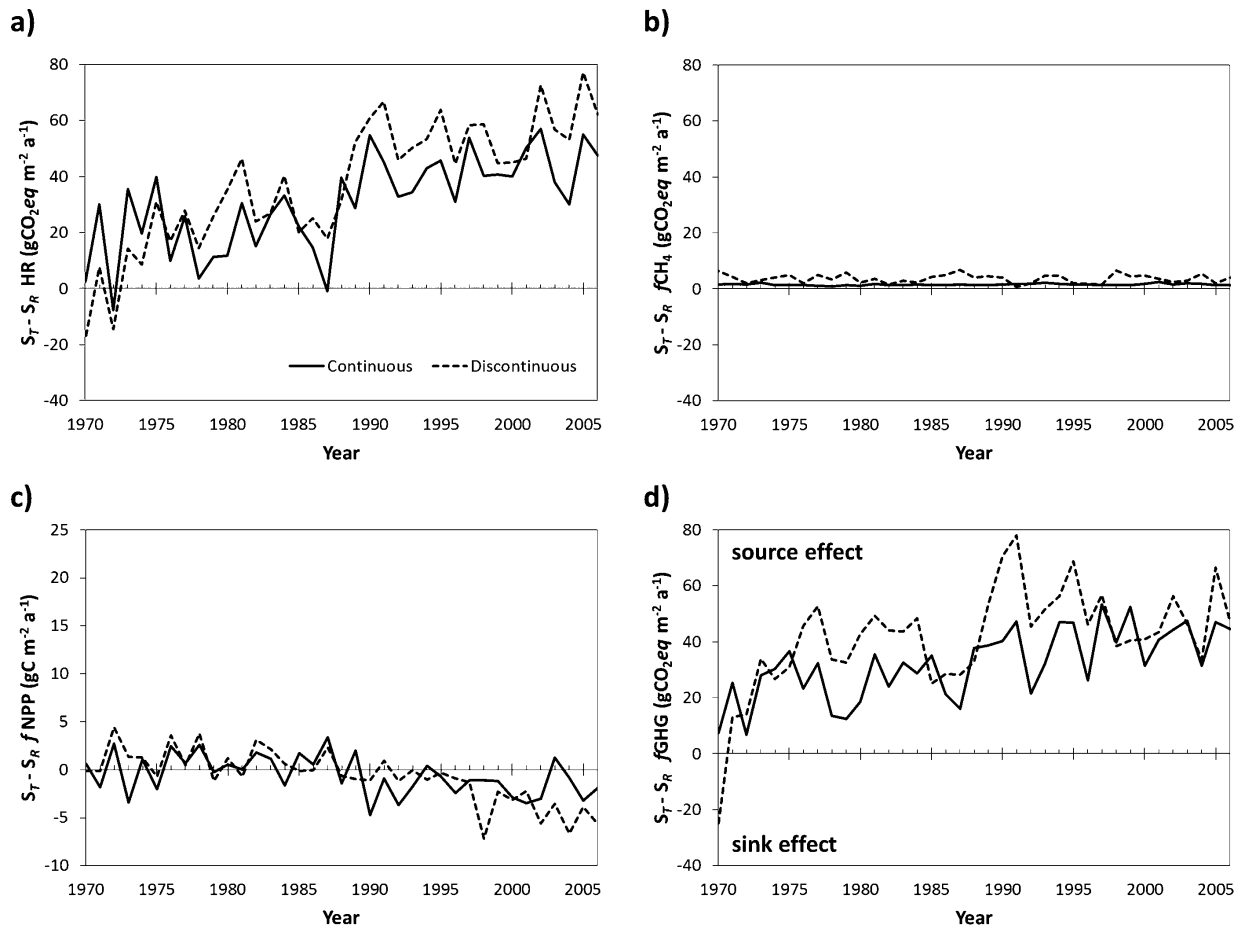 a)
80
60
40
20
0
-20
-40
S_T - S_R HR (gCO₂eq m⁻² a⁻¹)
Continuous Discontinuous
1970 1975 1980 1985 1990 1995 2000 2005
Year
b)
80
60
40
20
0
-20
-40
S_T - S_R fCH₄ (gCO₂eq m⁻² a⁻¹)
1970 1975 1980 1985 1990 1995 2000 2005
Year
c)
25
20
15
10
5
0
-5
-10
S_T - S_R f NPP (gC m⁻² a⁻¹)
1970 1975 1980 1985 1990 1995 2000 2005
Year
d)
80
60
40
20
0
-20
-40
S_T - S_R fGHG (gCO₂eq m⁻² a⁻¹)
source effect
sink effect
1970 1975 1980 1985 1990 1995 2000 2005
Year